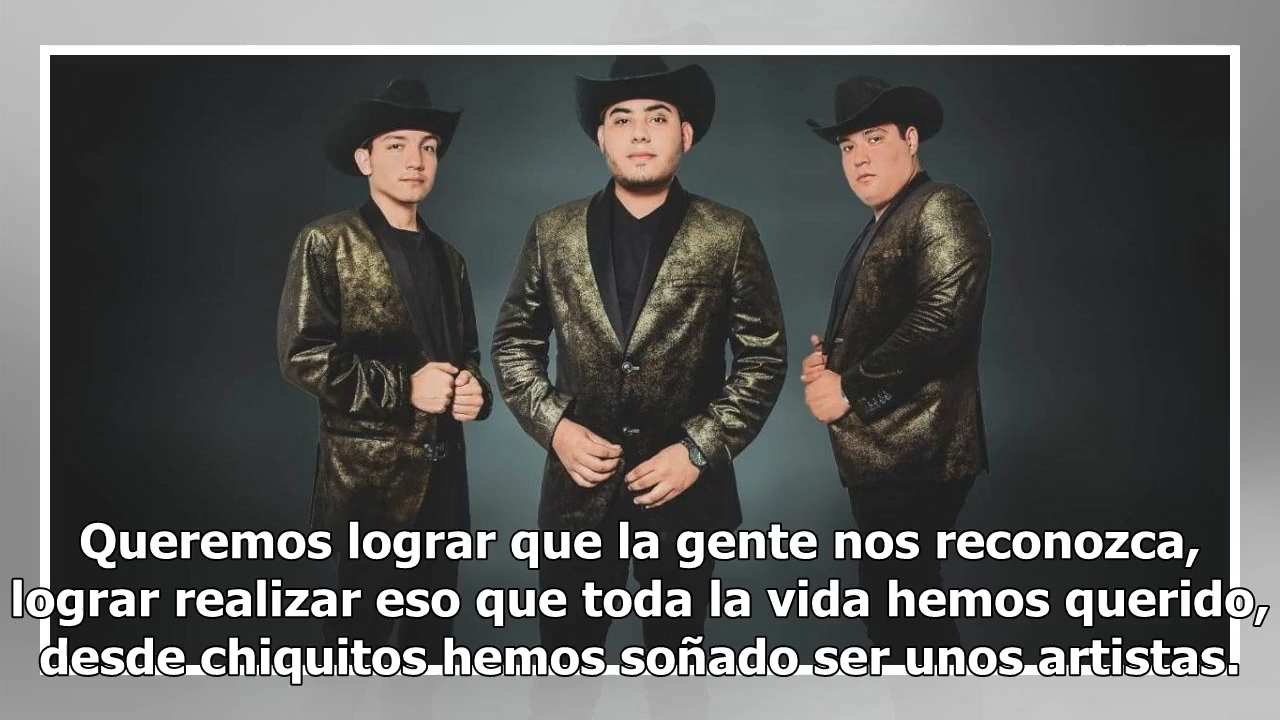 Queremos lograr que la gente nos reconozca,
lograr realizar eso que toda la vida hemos querido,
desde chiquitos hemos soñado ser unos artistas.